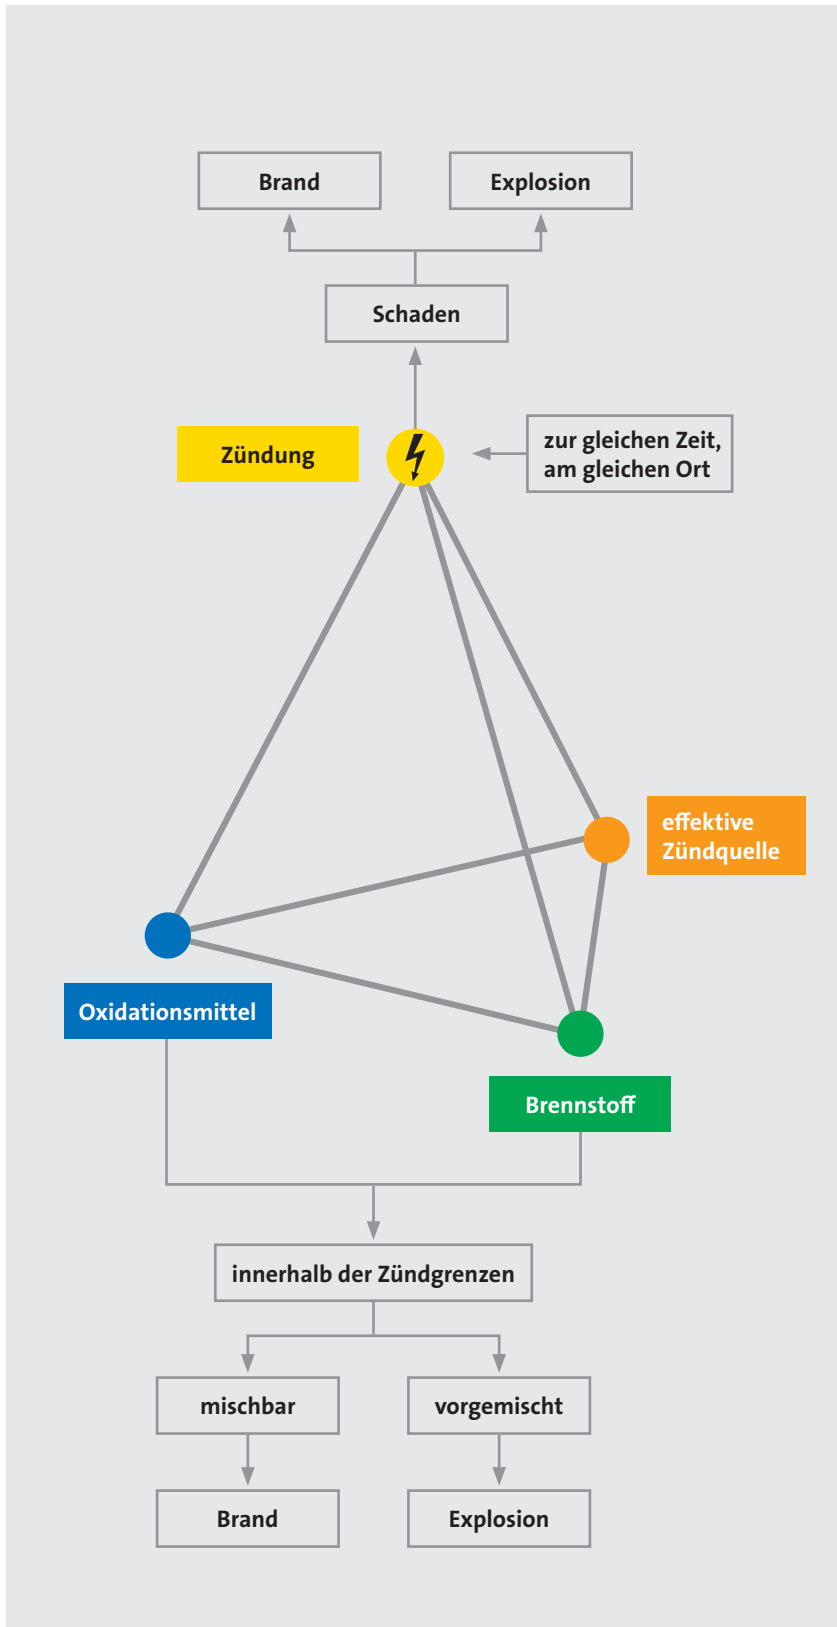 Brand
Explosion
Schaden
Zündung
zur gleichen Zeit,
am gleichen Ort
effektive
Zündquelle
Oxidationsmittel
Brennstoff
innerhalb der Zündgrenzen
mischbar
vorgemischt
Brand
Explosion